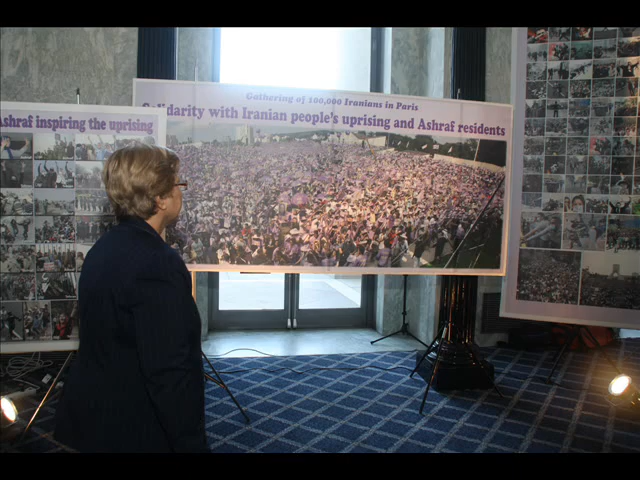 Gathering of 100,000 Iranians in Paris
Solidarity with Iranian people's uprising and Ashraf residents
Ashraf inspiring the uprising